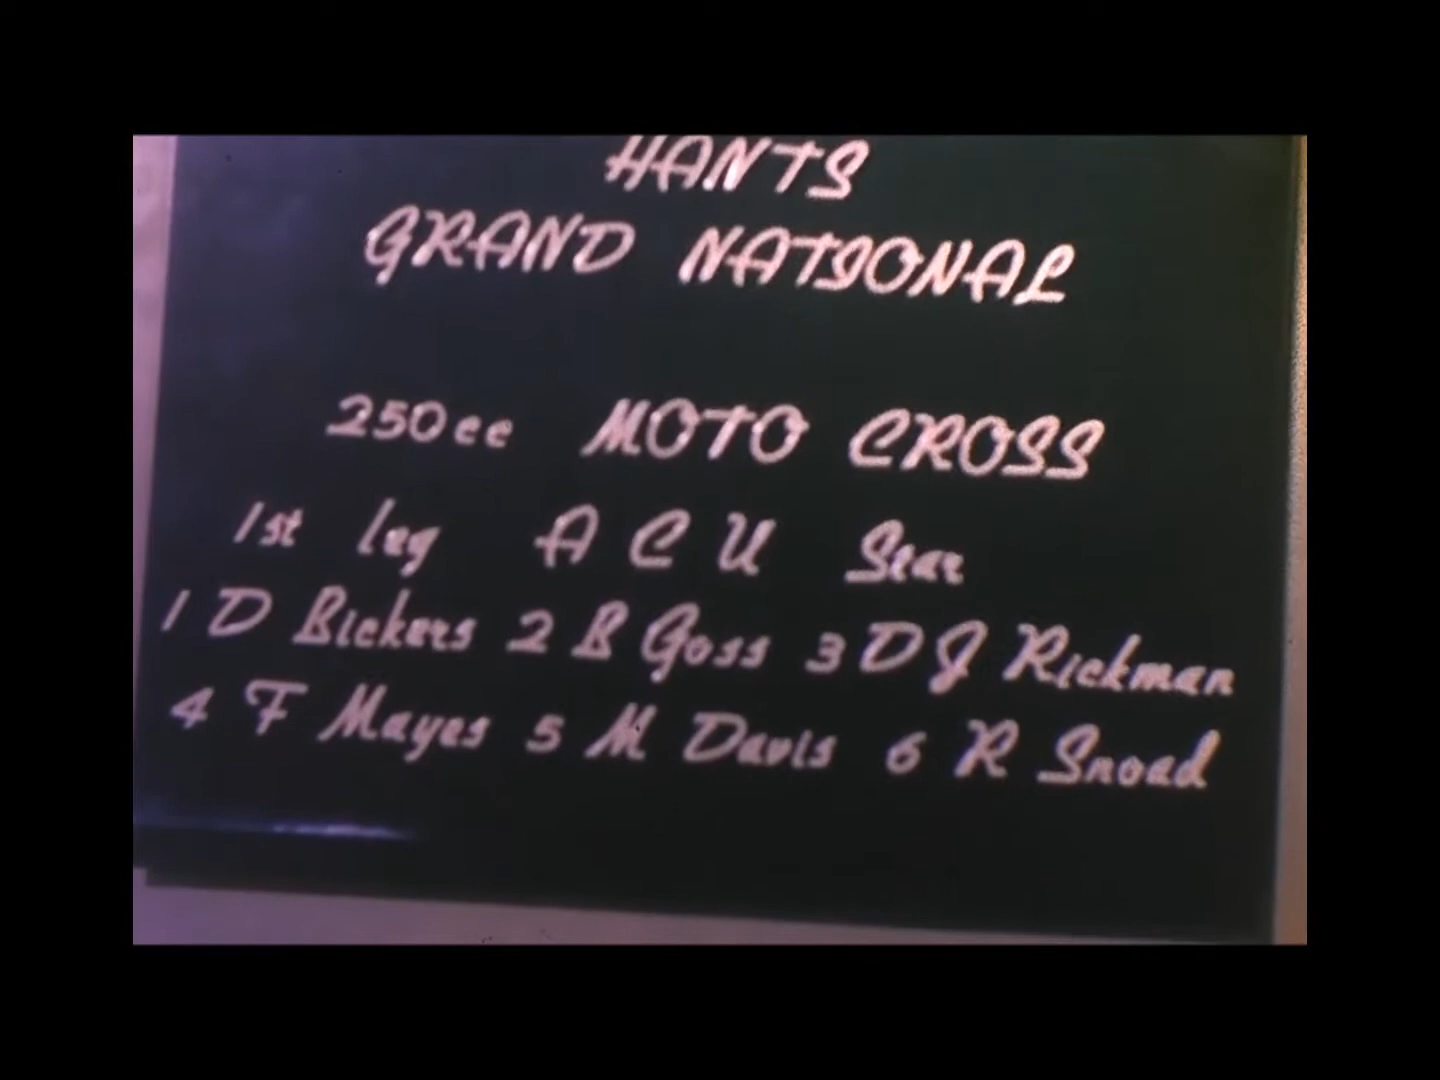 HANTS
GRAND NATIONAL
250cc MOTO CROSS
1st leg A C U Star
1 D Bickers 2 B Goss 3 D J Rickman
4 F Mayes 5 M Davis 6 R Snoad